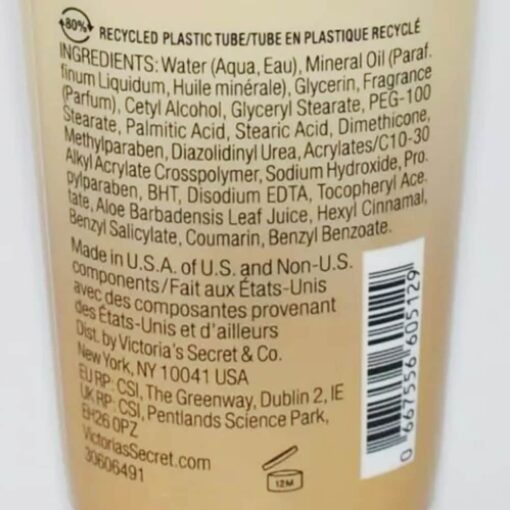 80% RECYCLED PLASTIC TUBE/TUBE EN PLASTIQUE RECYCLÉ
INGREDIENTS: Water (Aqua, Eau), Mineral Oil (Paraf
finum Liquidum, Huile minérale), Glycerin, Fragrance
(Parfum), Cetyl Alcohol, Glyceryl Stearate, PEG-100
Stearate, Palmitic Acid, Stearic Acid, Dimethicone,
Methylparaben, Diazolidinyl Urea, Acrylates/C10-30
Alkyl Acrylate Crosspolymer, Sodium Hydroxide, Pro.
pylparaben, BHT, Disodium EDTA, Tocopheryl Ace.
tate, Aloe Barbadensis Leaf Juice, Hexyl Cinnamal,
Benzyl Salicylate, Coumarin, Benzyl Benzoate.
Made in U.S.A. of U.S. and Non-U.S.
components/Fait aux États-Unis
avec des composantes provenant
des États-Unis et d'ailleurs
Dist. by Victoria's Secret & Co.
New York, NY 10041 USA
EU RP: CSI, The Greenway, Dublin 2, IE
UK RP: CSI, Pentlands Science Park,
EH26 0PZ
VictoriasSecret.com
30606491
12M
0 667556 605129